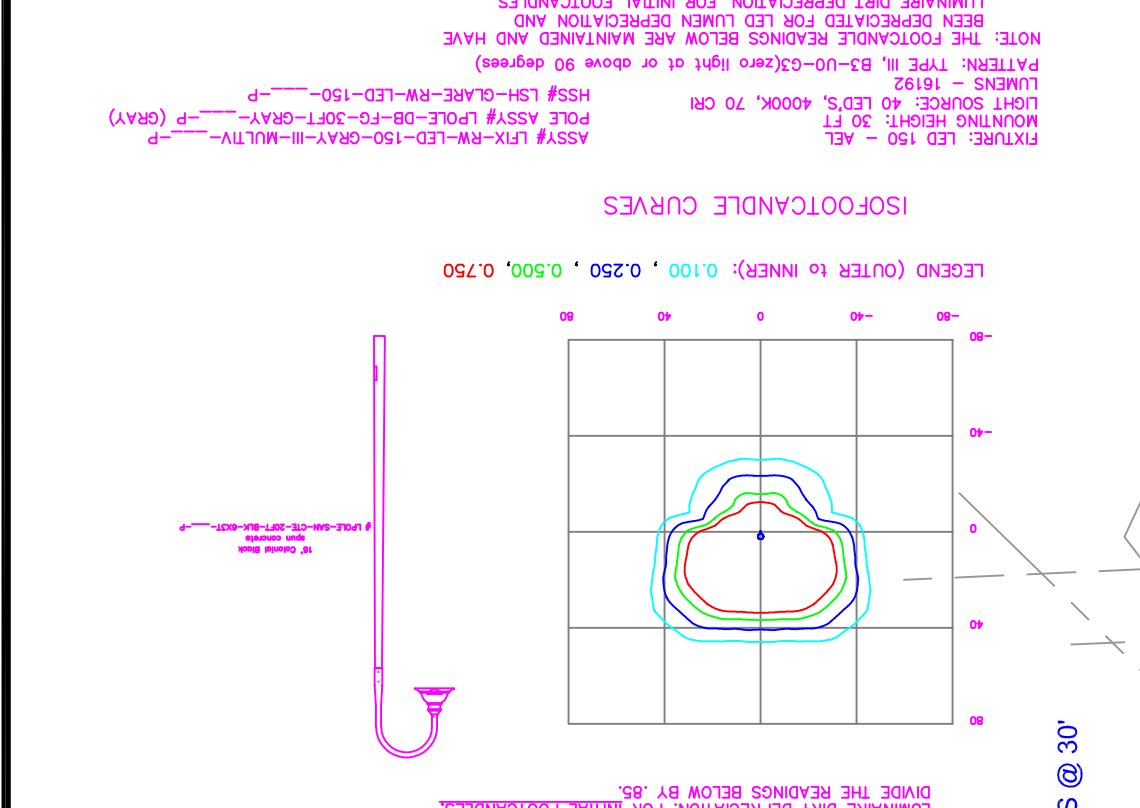 LUMINAIRE DIRT DEPRECIATION. FOR INITIAL FOOTCANDLES,
DIVIDE THE READINGS BELOW BY .85.
S @ 30'
80
40
0
-40
-80
-80 -40 0 40 80
16' Colonial Black
spun concrete
# LPOLE-SAN-CTE-20FT-BLK-6X3T-___-P
LEGEND (OUTER to INNER): 0.100 , 0.250 , 0.500, 0.750
ISOFOOTCANDLE CURVES
FIXTURE: LED 150 - AEL
MOUNTING HEIGHT: 30 FT
LIGHT SOURCE: 40 LED'S, 4000K, 70 CRI
LUMENS - 16192
PATTERN: TYPE III, B3-U0-G3(zero light at or above 90 degrees)
ASSY# LFIX-RW-LED-150-GRAY-III-MULTIV-___-P
POLE ASSY# LPOLE-DB-FG-30FT-GRAY-___-P (GRAY)
HSS# LSH-GLARE-RW-LED-150-___-P
NOTE: THE FOOTCANDLE READINGS BELOW ARE MAINTAINED AND HAVE
BEEN DEPRECIATED FOR LED LUMEN DEPRECIATION AND
LUMINAIRE DIRT DEPRECIATION. FOR INITIAL FOOTCANDLES